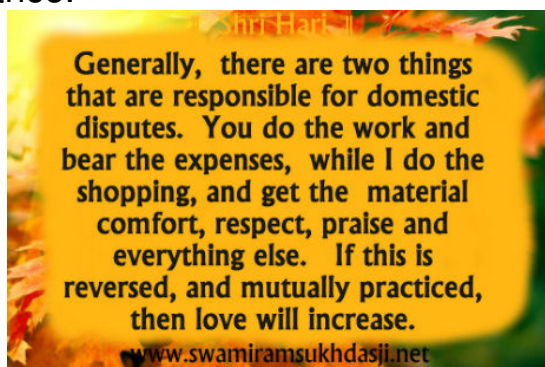 || Shri Hari ||
Generally, there are two things
that are responsible for domestic
disputes. You do the work and
bear the expenses, while I do the
shopping, and get the material
comfort, respect, praise and
everything else. If this is
reversed, and mutually practiced,
then love will increase.
www.swamiramsukhdasji.net